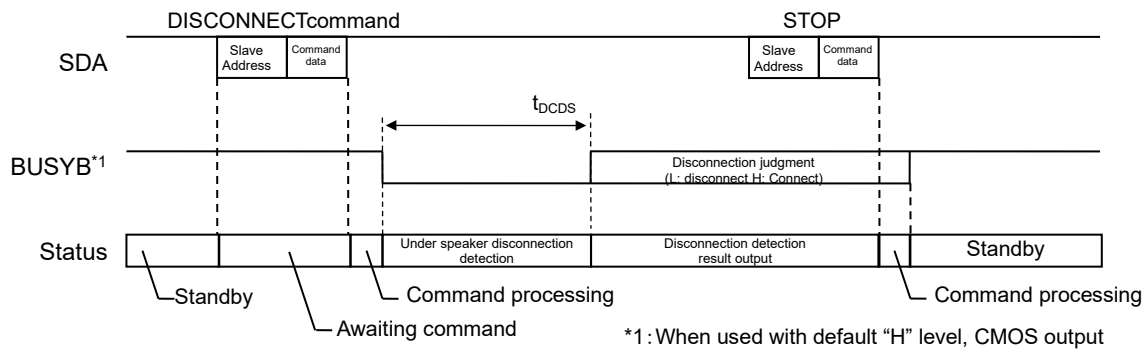 DISCONNECTcommand
STOP
SDA
Slave
Address
Command
data
Slave
Address
Command
data
tDCDS
BUSYB*1
Disconnection judgment
(L: disconnect H: Connect)
Status
Under speaker disconnection
detection
Disconnection detection
result output
Standby
Standby
Command processing
Command processing
Awaiting command
*1:When used with default “H” level, CMOS output